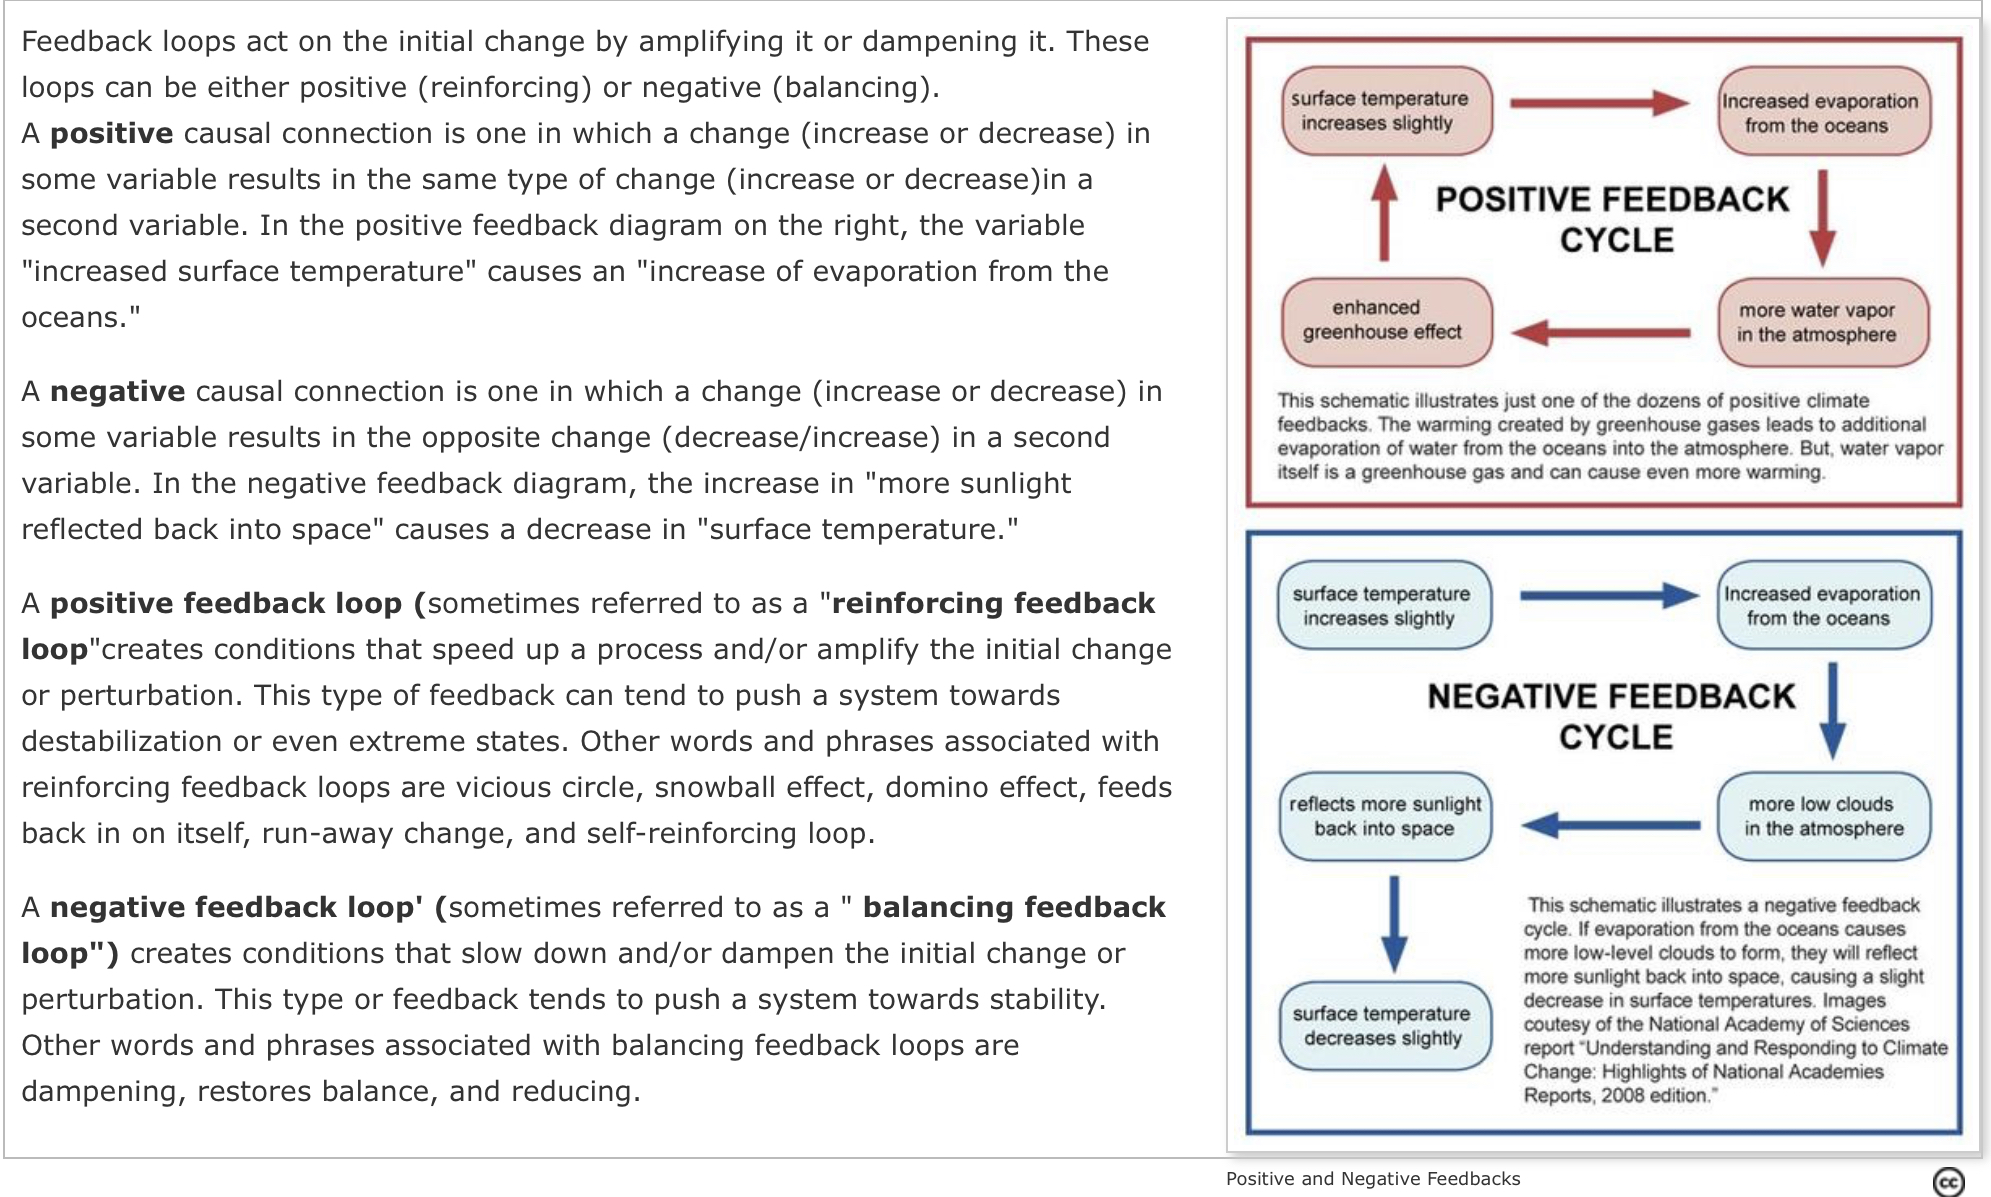 Feedback loops act on the initial change by amplifying it or dampening it. These
loops can be either positive (reinforcing) or negative (balancing).
A positive causal connection is one in which a change (increase or decrease) in
some variable results in the same type of change (increase or decrease)in a
second variable. In the positive feedback diagram on the right, the variable
"increased surface temperature" causes an "increase of evaporation from the
oceans."
A negative causal connection is one in which a change (increase or decrease) in
some variable results in the opposite change (decrease/increase) in a second
variable. In the negative feedback diagram, the increase in "more sunlight
reflected back into space" causes a decrease in "surface temperature."
A positive feedback loop (sometimes referred to as a "reinforcing feedback
loop"creates conditions that speed up a process and/or amplify the initial change
or perturbation. This type of feedback can tend to push a system towards
destabilization or even extreme states. Other words and phrases associated with
reinforcing feedback loops are vicious circle, snowball effect, domino effect, feeds
back in on itself, run-away change, and self-reinforcing loop.
A negative feedback loop' (sometimes referred to as a " balancing feedback
loop") creates conditions that slow down and/or dampen the initial change or
perturbation. This type or feedback tends to push a system towards stability.
Other words and phrases associated with balancing feedback loops are
dampening, restores balance, and reducing.
surface temperature
increases slightly
Increased evaporation
from the oceans
POSITIVE FEEDBACK
CYCLE
enhanced
greenhouse effect
more water vapor
in the atmosphere
This schematic illustrates just one of the dozens of positive climate
feedbacks. The warming created by greenhouse gases leads to additional
evaporation of water from the oceans into the atmosphere. But, water vapor
itself is a greenhouse gas and can cause even more warming.
surface temperature
increases slightly
Increased evaporation
from the oceans
NEGATIVE FEEDBACK
CYCLE
reflects more sunlight
back into space
more low clouds
in the atmosphere
surface temperature
decreases slightly
This schematic illustrates a negative feedback
cycle. If evaporation from the oceans causes
more low-level clouds to form, they will reflect
more sunlight back into space, causing a slight
decrease in surface temperatures. Images
coutesy of the National Academy of Sciences
report “Understanding and Responding to Climate
Change: Highlights of National Academies
Reports, 2008 edition.”
Positive and Negative Feedbacks
cc